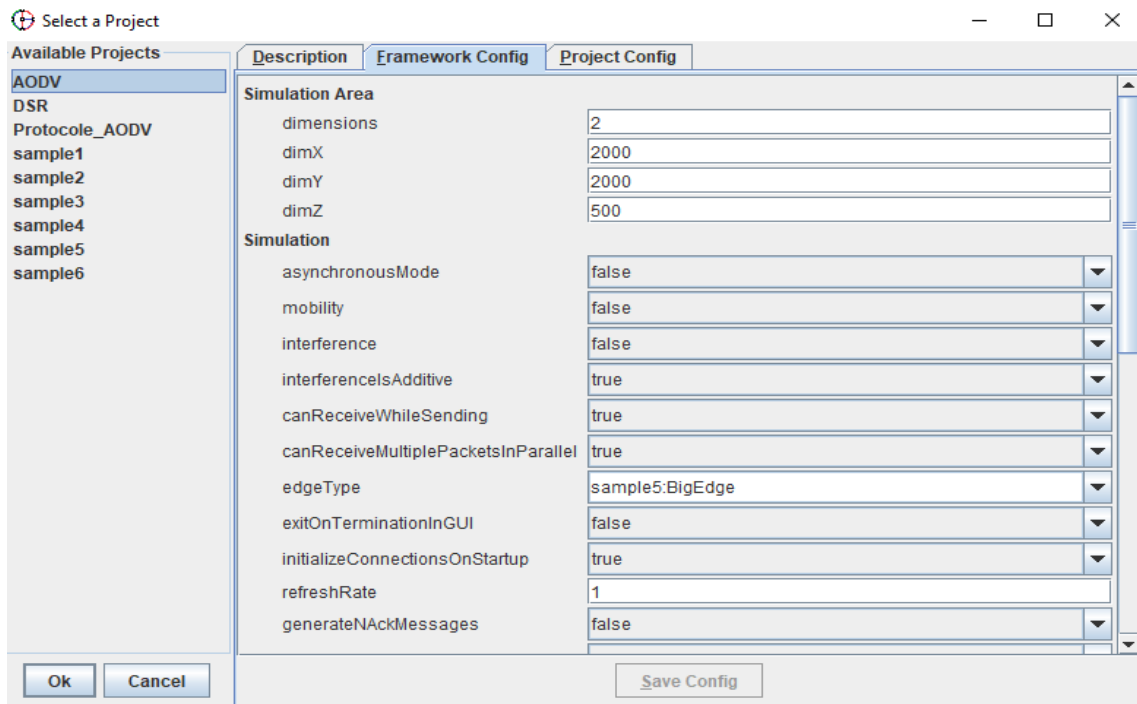 Select a Project
Available Projects
AODV
DSR
Protocole_AODV
sample1
sample2
sample3
sample4
sample5
sample6
Ok Cancel
Description Framework Config Project Config
Simulation Area
dimensions 2
dimX 2000
dimY 2000
dimZ 500
Simulation
asynchronousMode false
mobility false
interference false
interferenceIsAdditive true
canReceiveWhileSending true
canReceiveMultiplePacketsInParallel true
edgeType sample5:BigEdge
exitOnTerminationInGUI false
initializeConnectionsOnStartup true
refreshRate 1
generateNAckMessages false
Save Config